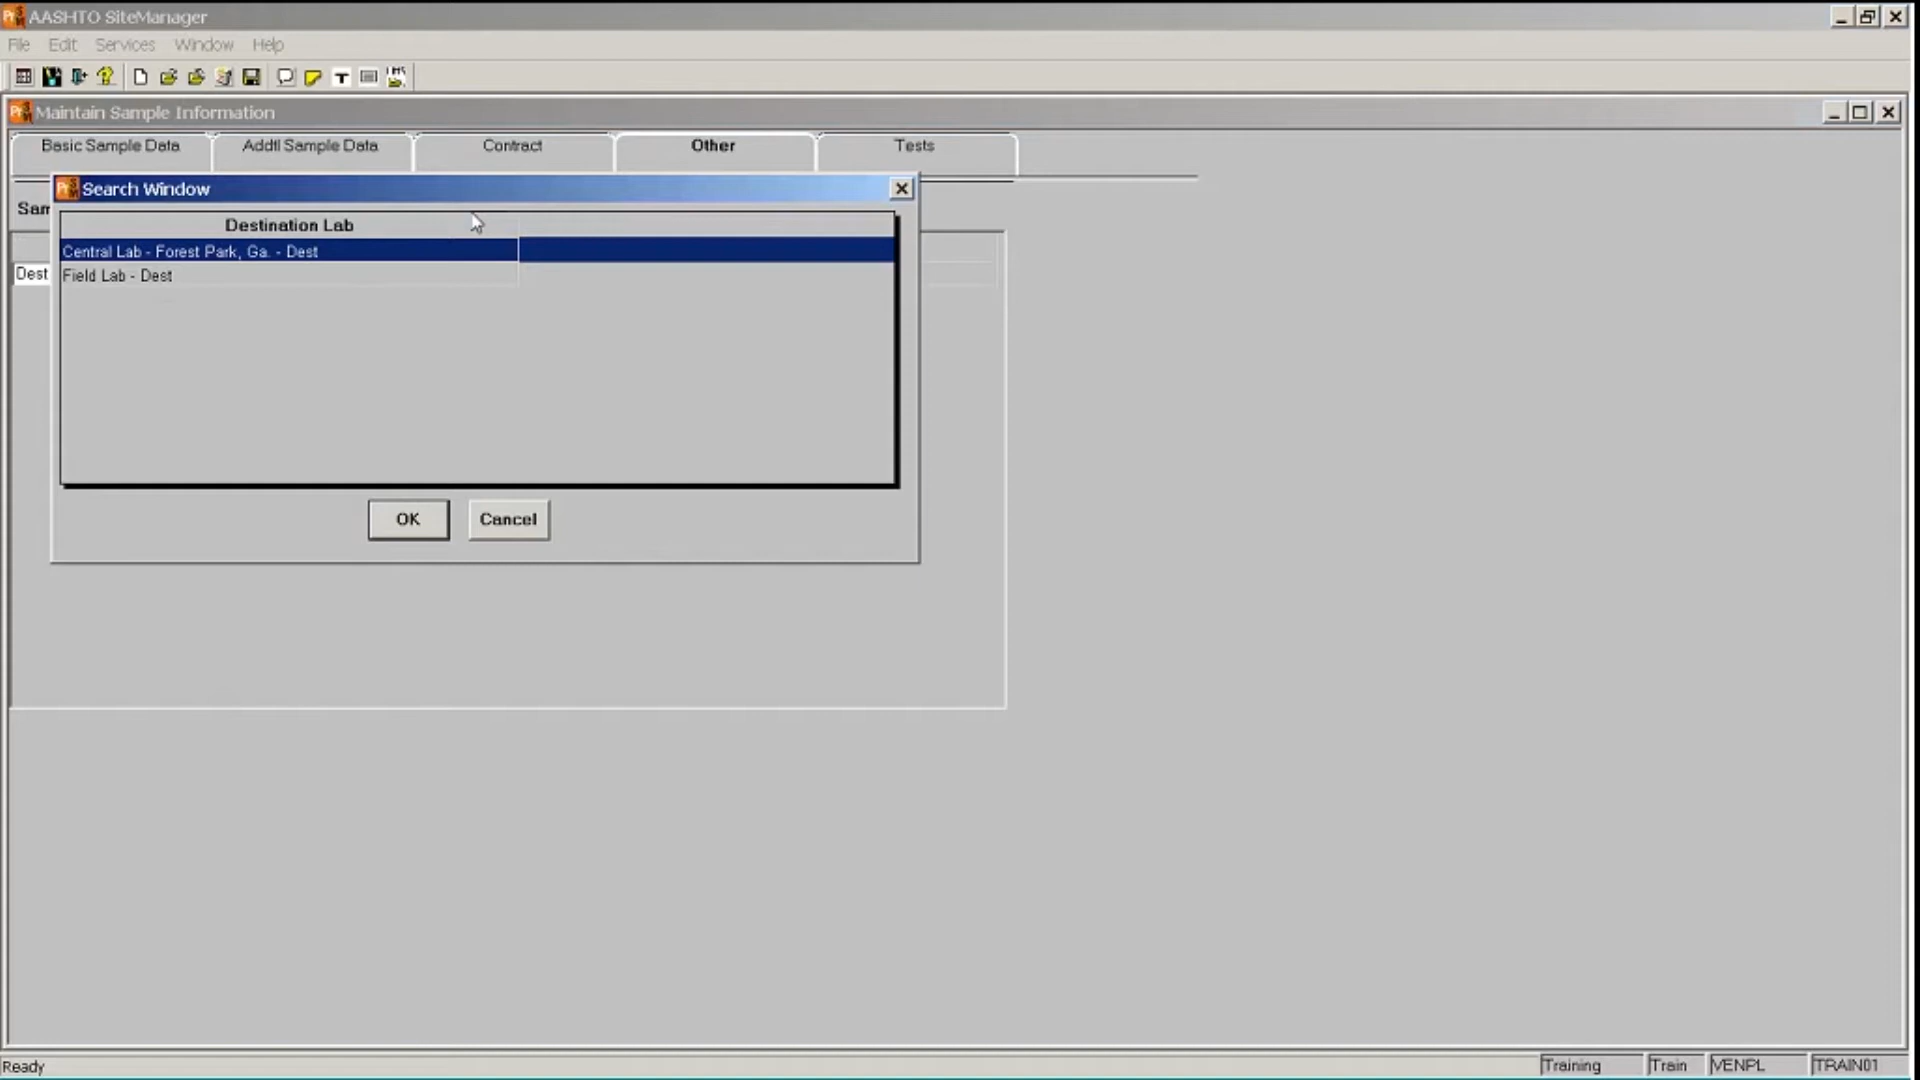 AASHTO SiteManager
File Edit Services Window Help
Maintain Sample Information
Basic Sample Data Addtl Sample Data Contract Other Tests
Search Window
Sam
Destination Lab
Central Lab - Forest Park, Ga. - Dest
Dest
Field Lab - Dest
OK Cancel
Ready Training Train VENPL TRAIN01